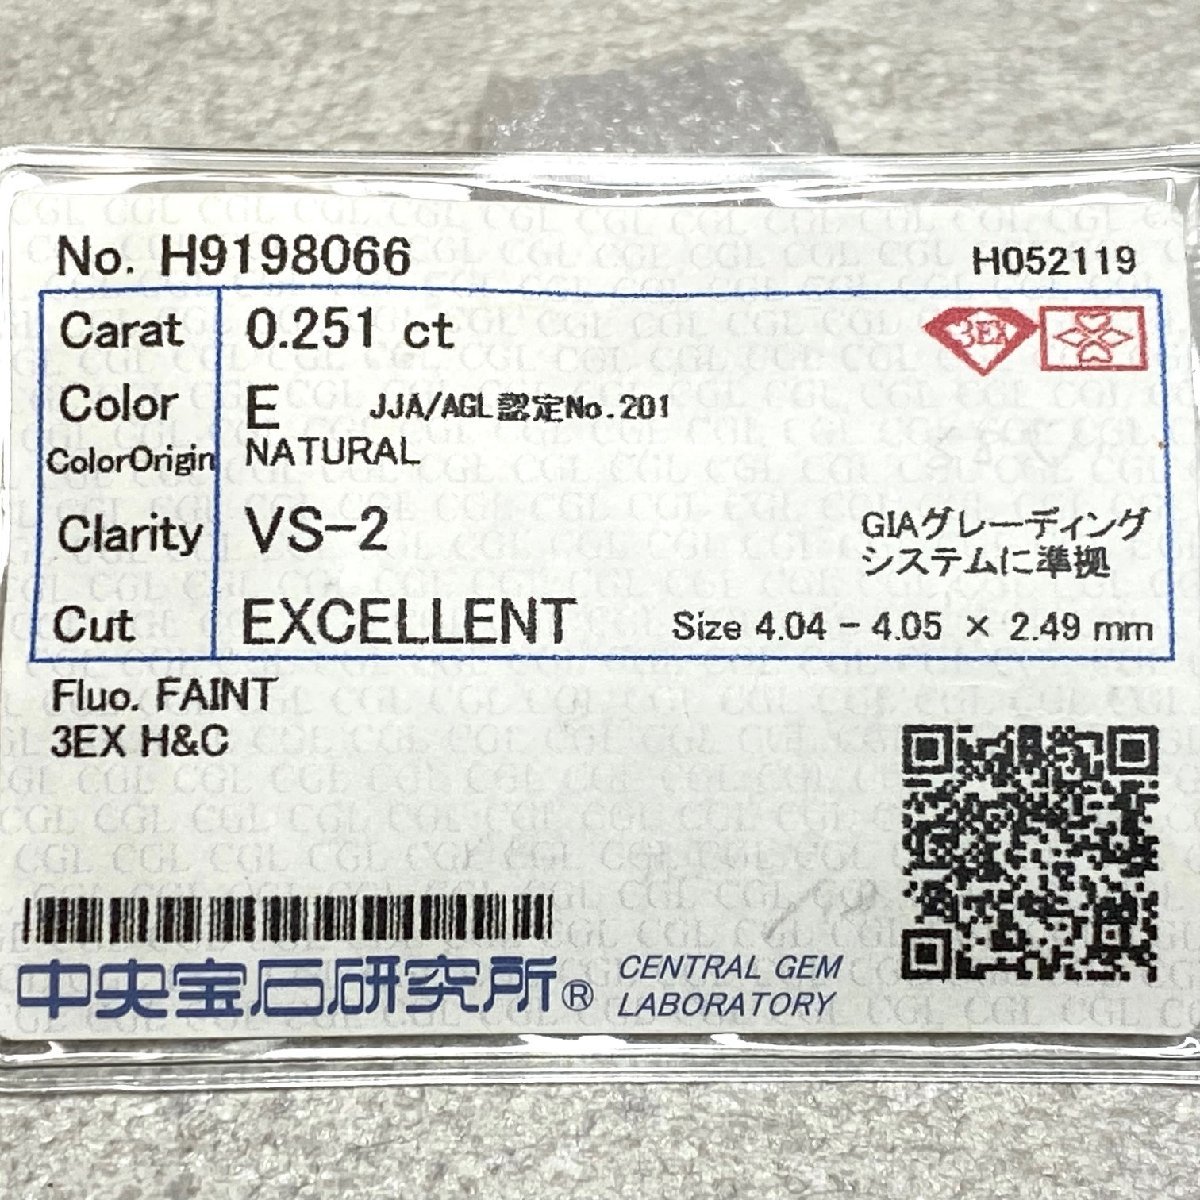 No. H9198066
H052119
Carat 0.251 ct
3EX
Color E JJA/AGL認定No.201
ColorOrigin NATURAL
Clarity VS-2
GIAグレーディング
システムに準拠
Cut EXCELLENT Size 4.04 - 4.05 × 2.49 mm
Fluo. FAINT
3EX H&C
中央宝石研究所®
CENTRAL GEM
LABORATORY